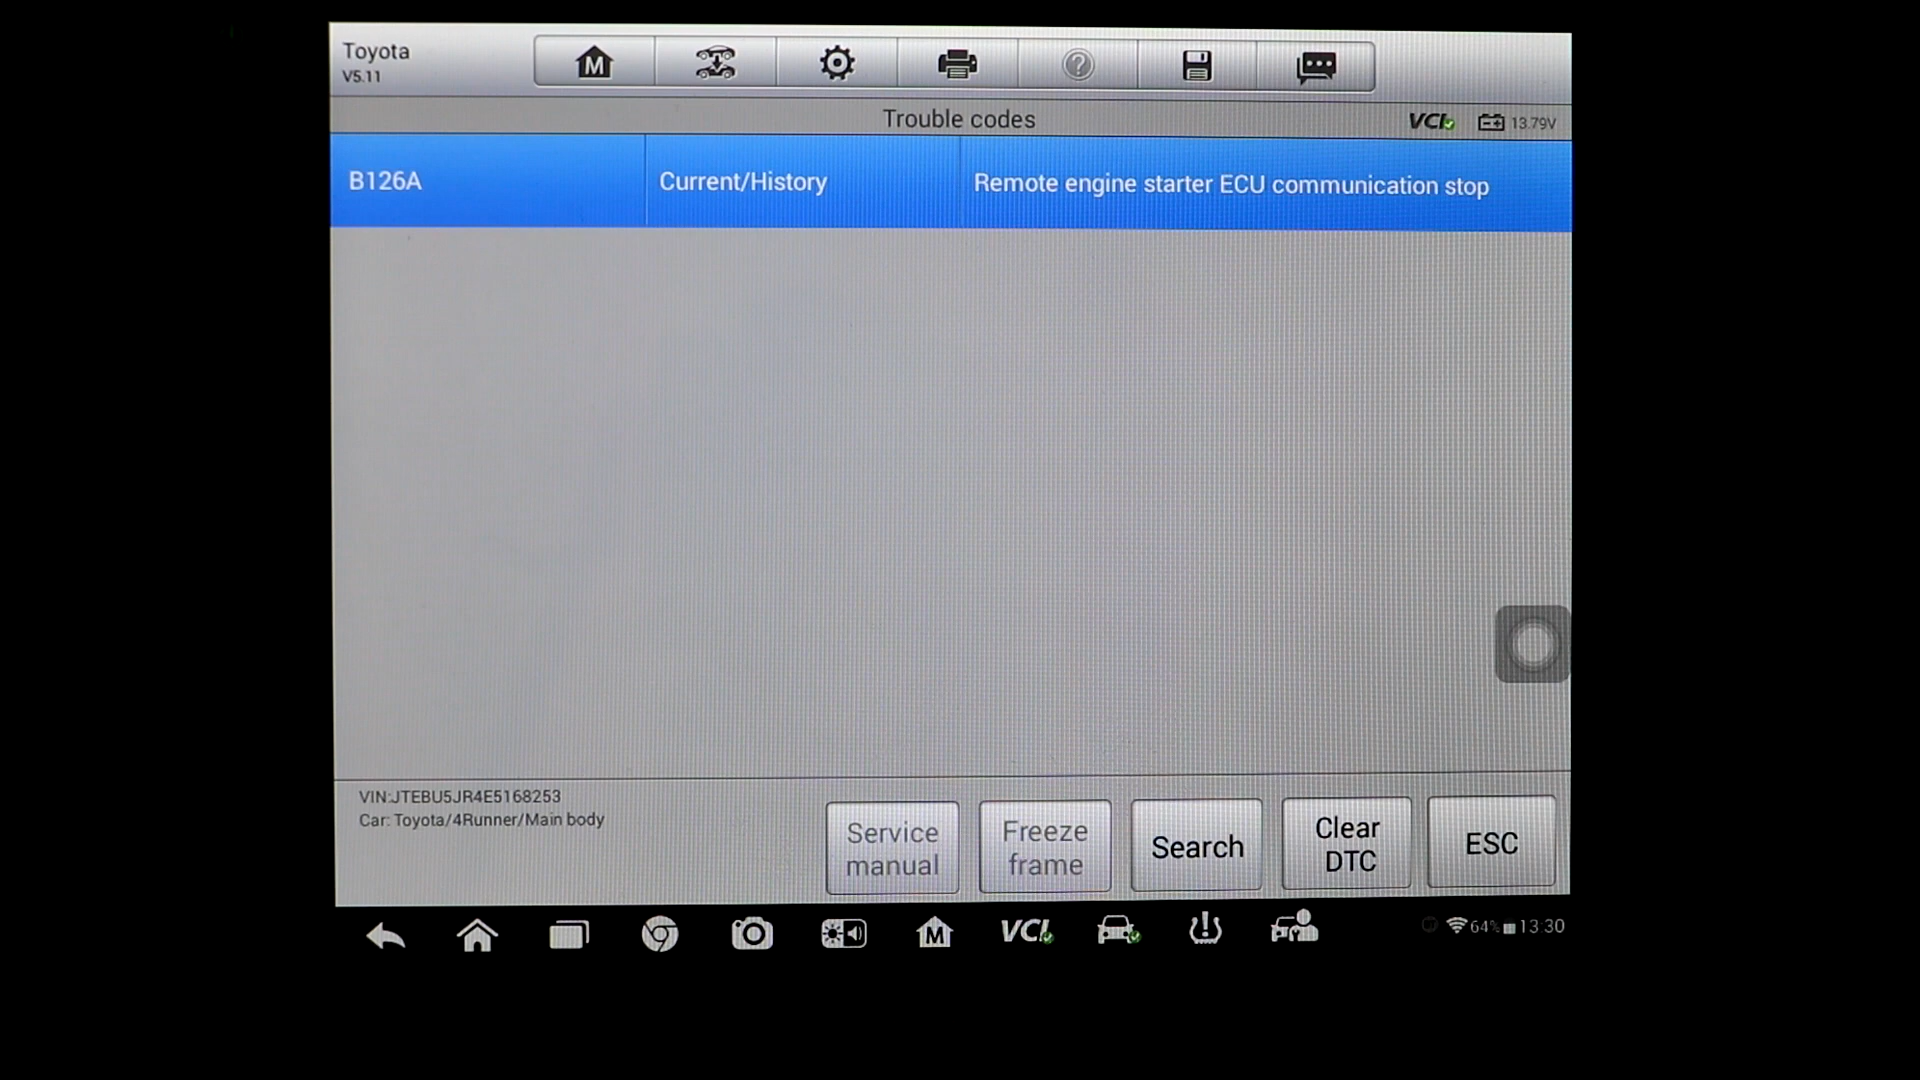 Toyota
V5.11
M
?
Trouble codes
VCI
13.79V
B126A
Current/History
Remote engine starter ECU communication stop
VIN:JTEBU5JR4E5168253
Car: Toyota/4Runner/Main body
Service
manual
Freeze
frame
Search
Clear
DTC
ESC
M
VCI
64%
13:30